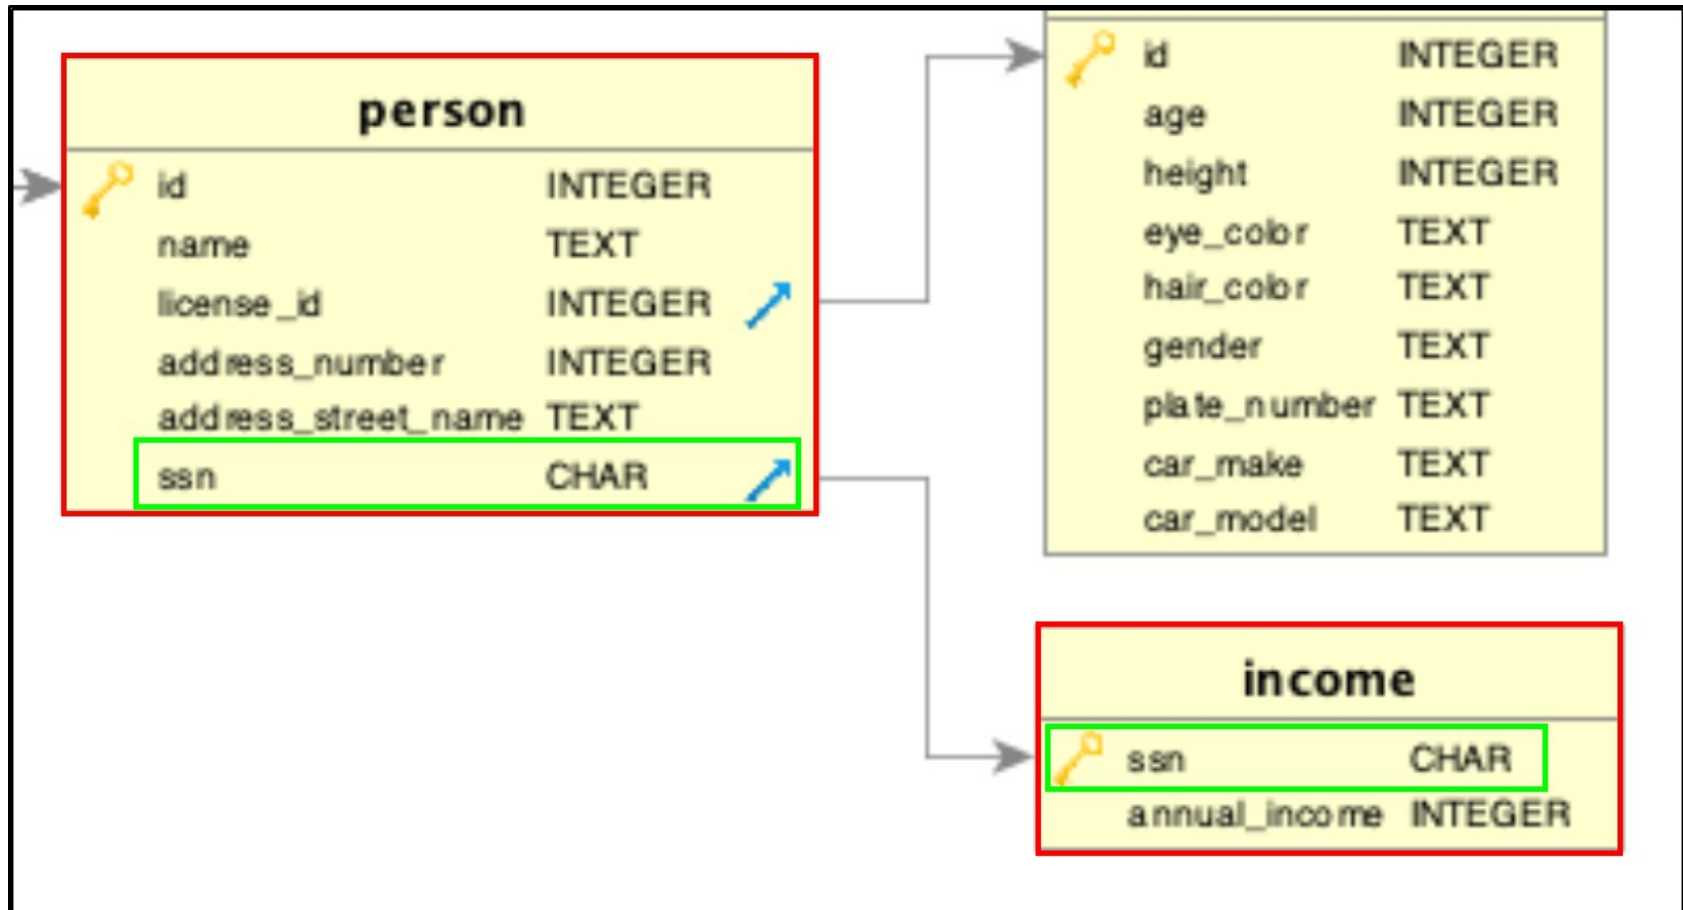 person
id INTEGER
name TEXT
license_id INTEGER
address_number INTEGER
address_street_name TEXT
ssn CHAR
id INTEGER
age INTEGER
height INTEGER
eye_color TEXT
hair_color TEXT
gender TEXT
plate_number TEXT
car_make TEXT
car_model TEXT
income
ssn CHAR
annual_income INTEGER